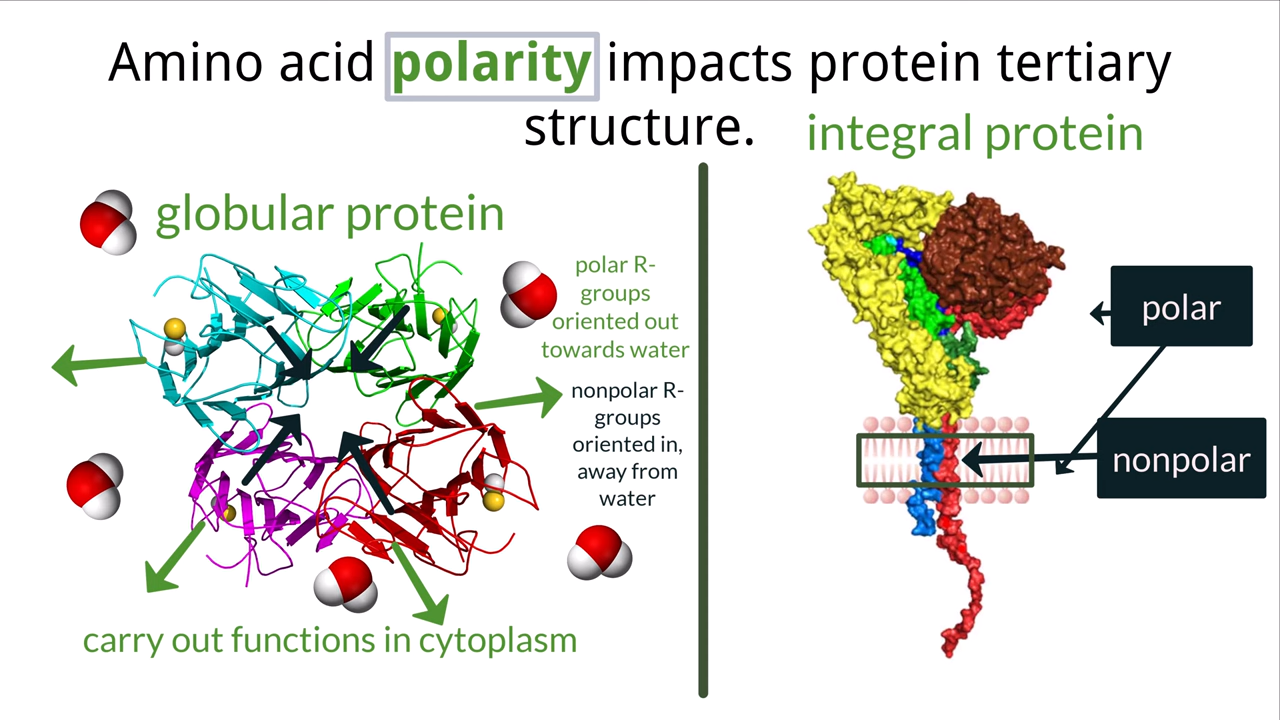 Amino acid polarity impacts protein tertiary
structure.
integral protein
globular protein
polar R-
groups
oriented out
towards water
nonpolar R-
groups
oriented in,
away from
water
carry out functions in cytoplasm
polar
nonpolar